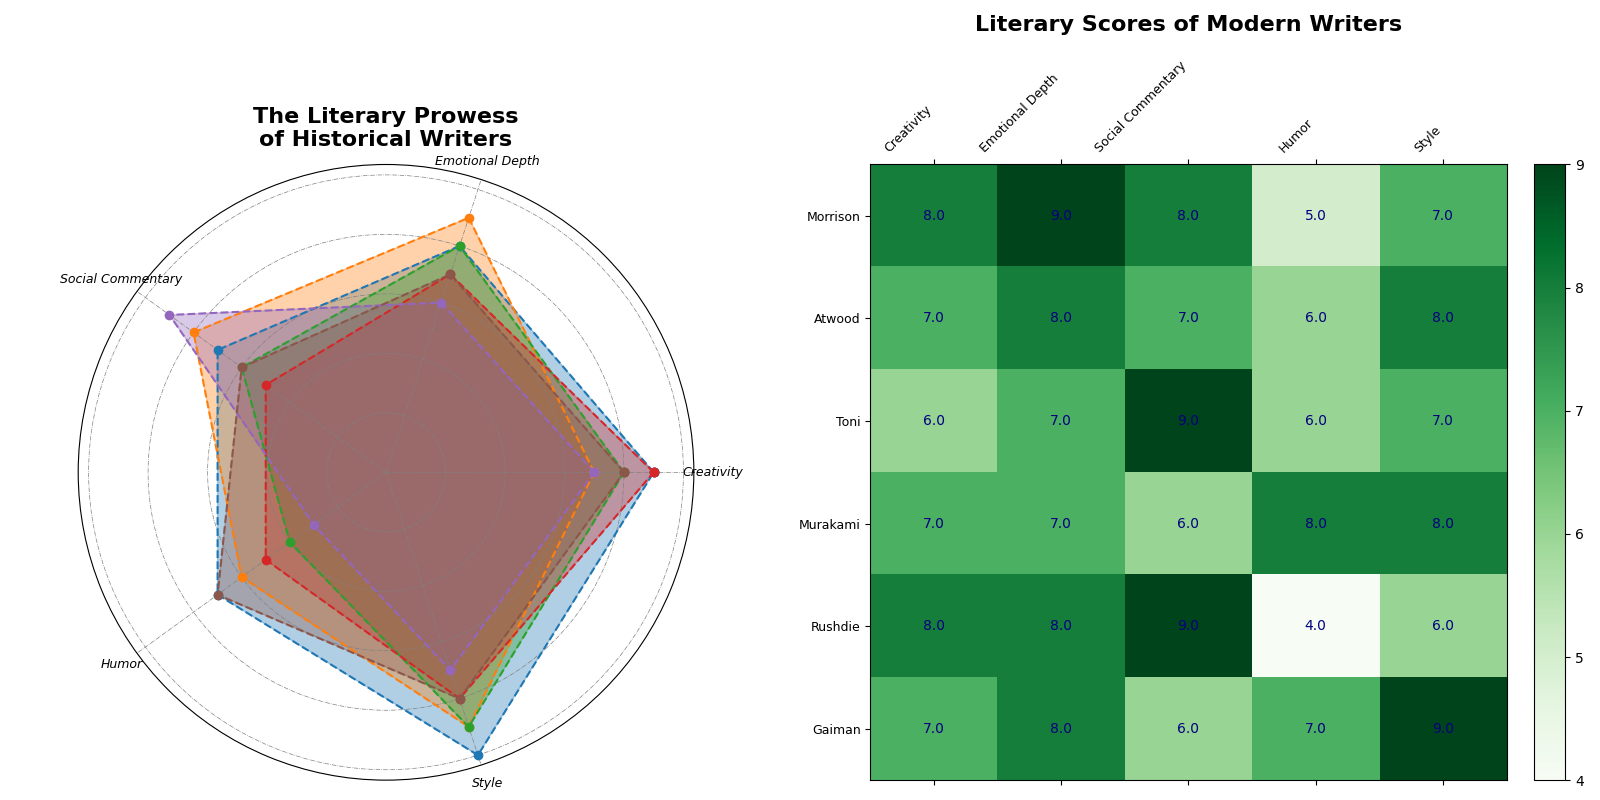 The Literary Prowess
of Historical Writers
Emotional Depth
Social Commentary
Creativity
Humor
Style
Literary Scores of Modern Writers
Creativity
Emotional Depth
Social Commentary
Humor
Style
Morrison 8.0 9.0 8.0 5.0 7.0
Atwood 7.0 8.0 7.0 6.0 8.0
Toni 6.0 7.0 9.0 6.0 7.0
Murakami 7.0 7.0 6.0 8.0 8.0
Rushdie 8.0 8.0 9.0 4.0 6.0
Gaiman 7.0 8.0 6.0 7.0 9.0
9
8
7
6
5
4